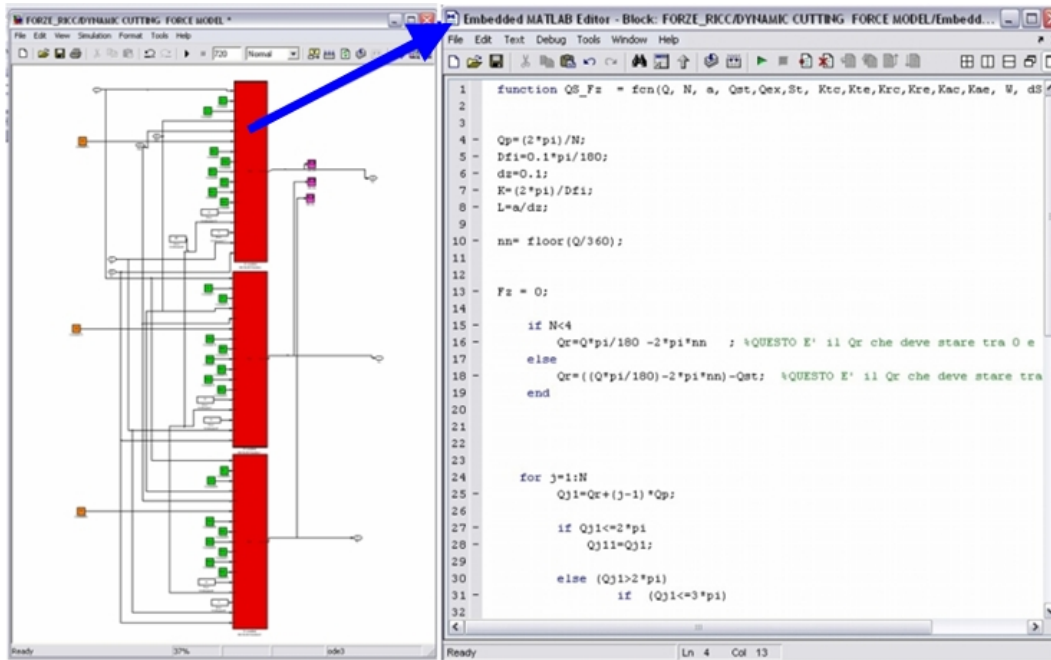 FORZE_RICC/DYNAMIC CUTTING FORCE MODEL *
File Edit View Simulation Format Tools Help
720 Normal
Ready 37% ode3
Embedded MATLAB Editor - Block: FORZE_RICC/DYNAMIC CUTTING FORCE MODEL/Embedd...
File Edit Text Debug Tools Window Help
1 function QS_Fz = fcn(Q, N, a, Qst,Qex,St, Ktc,Kte,Krc,Kre,Kac,Kae, W, dS
2
3
4 - Qp=(2*pi)/N;
5 - Dfi=0.1*pi/180;
6 - dz=0.1;
7 - K=(2*pi)/Dfi;
8 - L=a/dz;
9
10 - nn= floor(Q/360);
11
12
13 - Fz = 0;
14
15 - if N<4
16 - Qr=Q*pi/180 -2*pi*nn ; %QUESTO E' il Qr che deve stare tra 0 e
17 - else
18 - Qr=((Q*pi/180)-2*pi*nn)-Qst; %QUESTO E' il Qr che deve stare tra
19 - end
20
21
22
23
24 - for j=1:N
25 - Qj1=Qr+(j-1)*Qp;
26
27 - if Qj1<=2*pi
28 - Qj11=Qj1;
29
30 - else (Qj1>2*pi)
31 - if (Qj1<=3*pi)
32
Ready Ln 4 Col 13